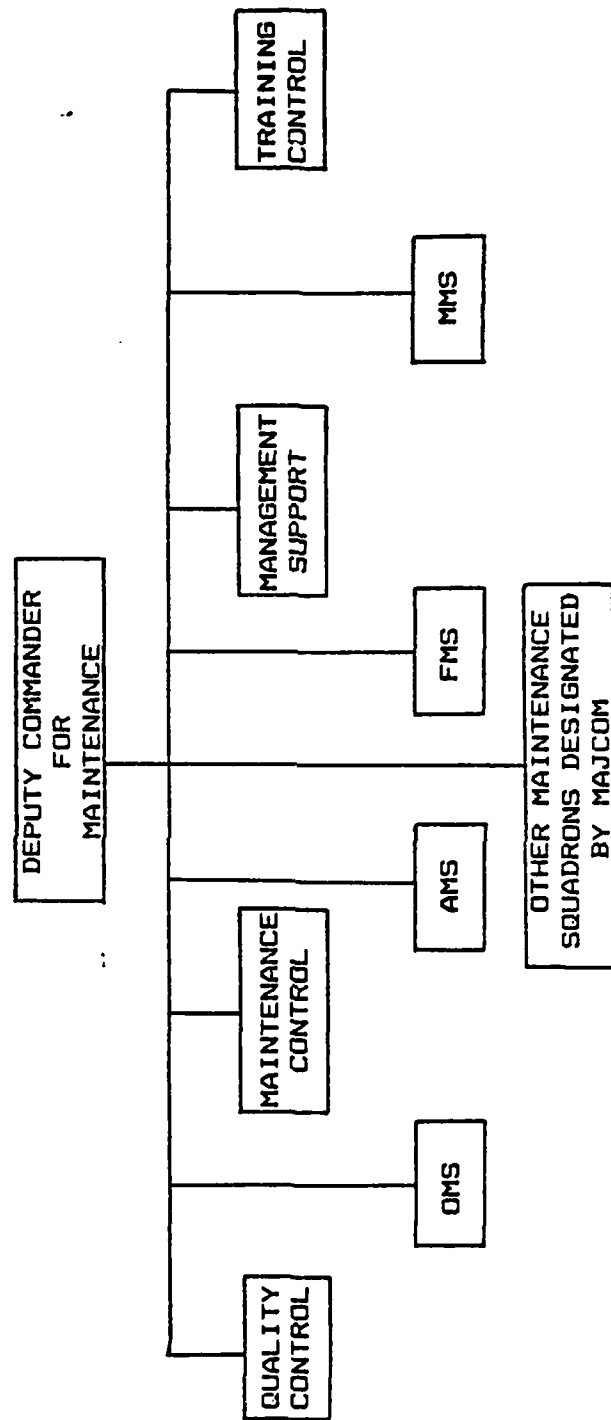 DEPUTY COMMANDER
FOR
MAINTENANCE
QUALITY
CONTROL
MAINTENANCE
CONTROL
MANAGEMENT
SUPPORT
TRAINING
CONTROL
OMS
AMS
FMS
MMS
OTHER MAINTENANCE
SQUADRONS DESIGNATED
BY MAJCOM